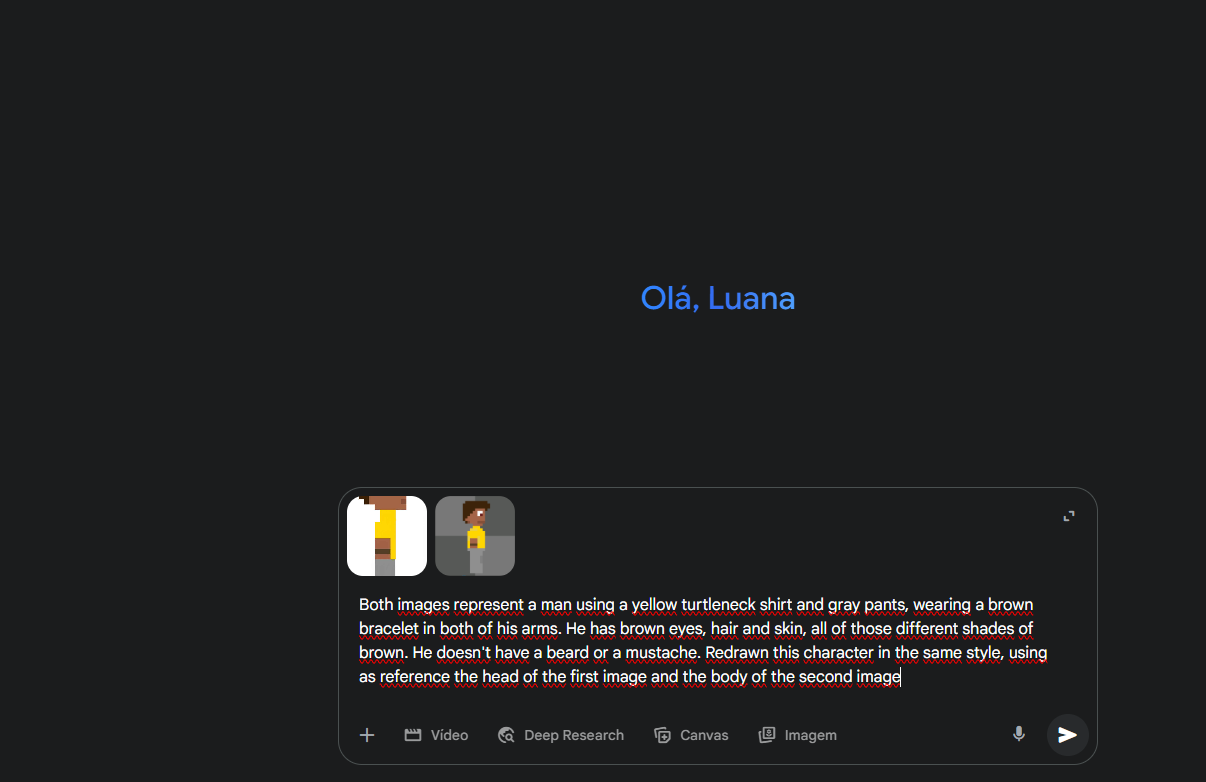 Olá, Luana
Both images represent a man using a yellow turtleneck shirt and gray pants, wearing a brown
bracelet in both of his arms. He has brown eyes, hair and skin, all of those different shades of
brown. He doesn't have a beard or a mustache. Redrawn this character in the same style, using
as reference the head of the first image and the body of the second image
Vídeo
Deep Research
Canvas
Imagem